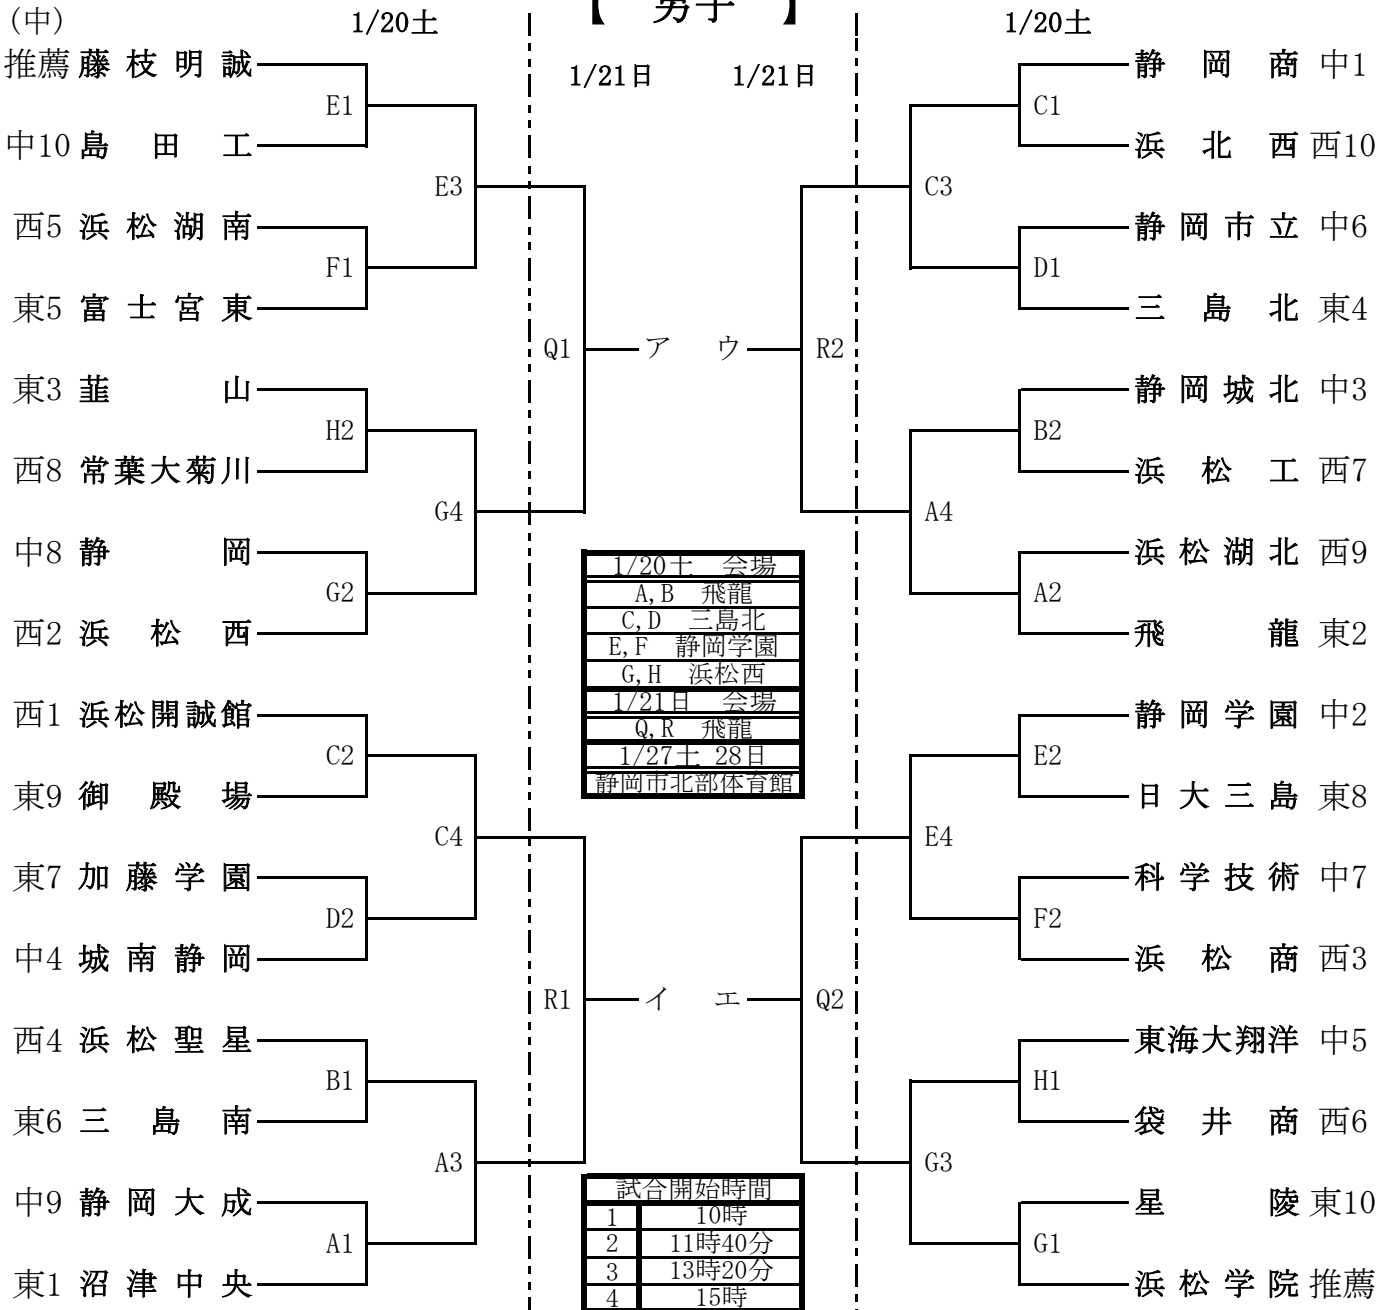 【 男子 】
(中) 1/20土 1/20土
1/21日 1/21日
推薦 藤枝明誠 静岡商 中1
E1 C1
中10 島田工 浜北西 西10
E3 C3
西5 浜松湖南 静岡市立 中6
F1 D1
東5 富士宮東 三島北 東4
Q1 ア ウ R2
東3 韮山 静岡城北 中3
H2 B2
西8 常葉大菊川 浜松工 西7
G4 A4
中8 静岡 浜松湖北 西9
G2 A2
西2 浜松西 飛龍 東2
1/20土 会場
A,B 飛龍
C,D 三島北
E,F 静岡学園
G,H 浜松西
1/21日 会場
Q,R 飛龍
1/27土 28日
静岡市北部体育館
西1 浜松開誠館 静岡学園 中2
C2 E2
東9 御殿場 日大三島 東8
C4 E4
東7 加藤学園 科学技術 中7
D2 F2
中4 城南静岡 浜松商 西3
R1 イ エ Q2
西4 浜松聖星 東海大翔洋 中5
B1 H1
東6 三島南 袋井商 西6
A3 G3
中9 静岡大成 星陵 東10
A1 G1
東1 沼津中央 浜松学院 推薦
試合開始時間
1 10時
2 11時40分
3 13時20分
4 15時